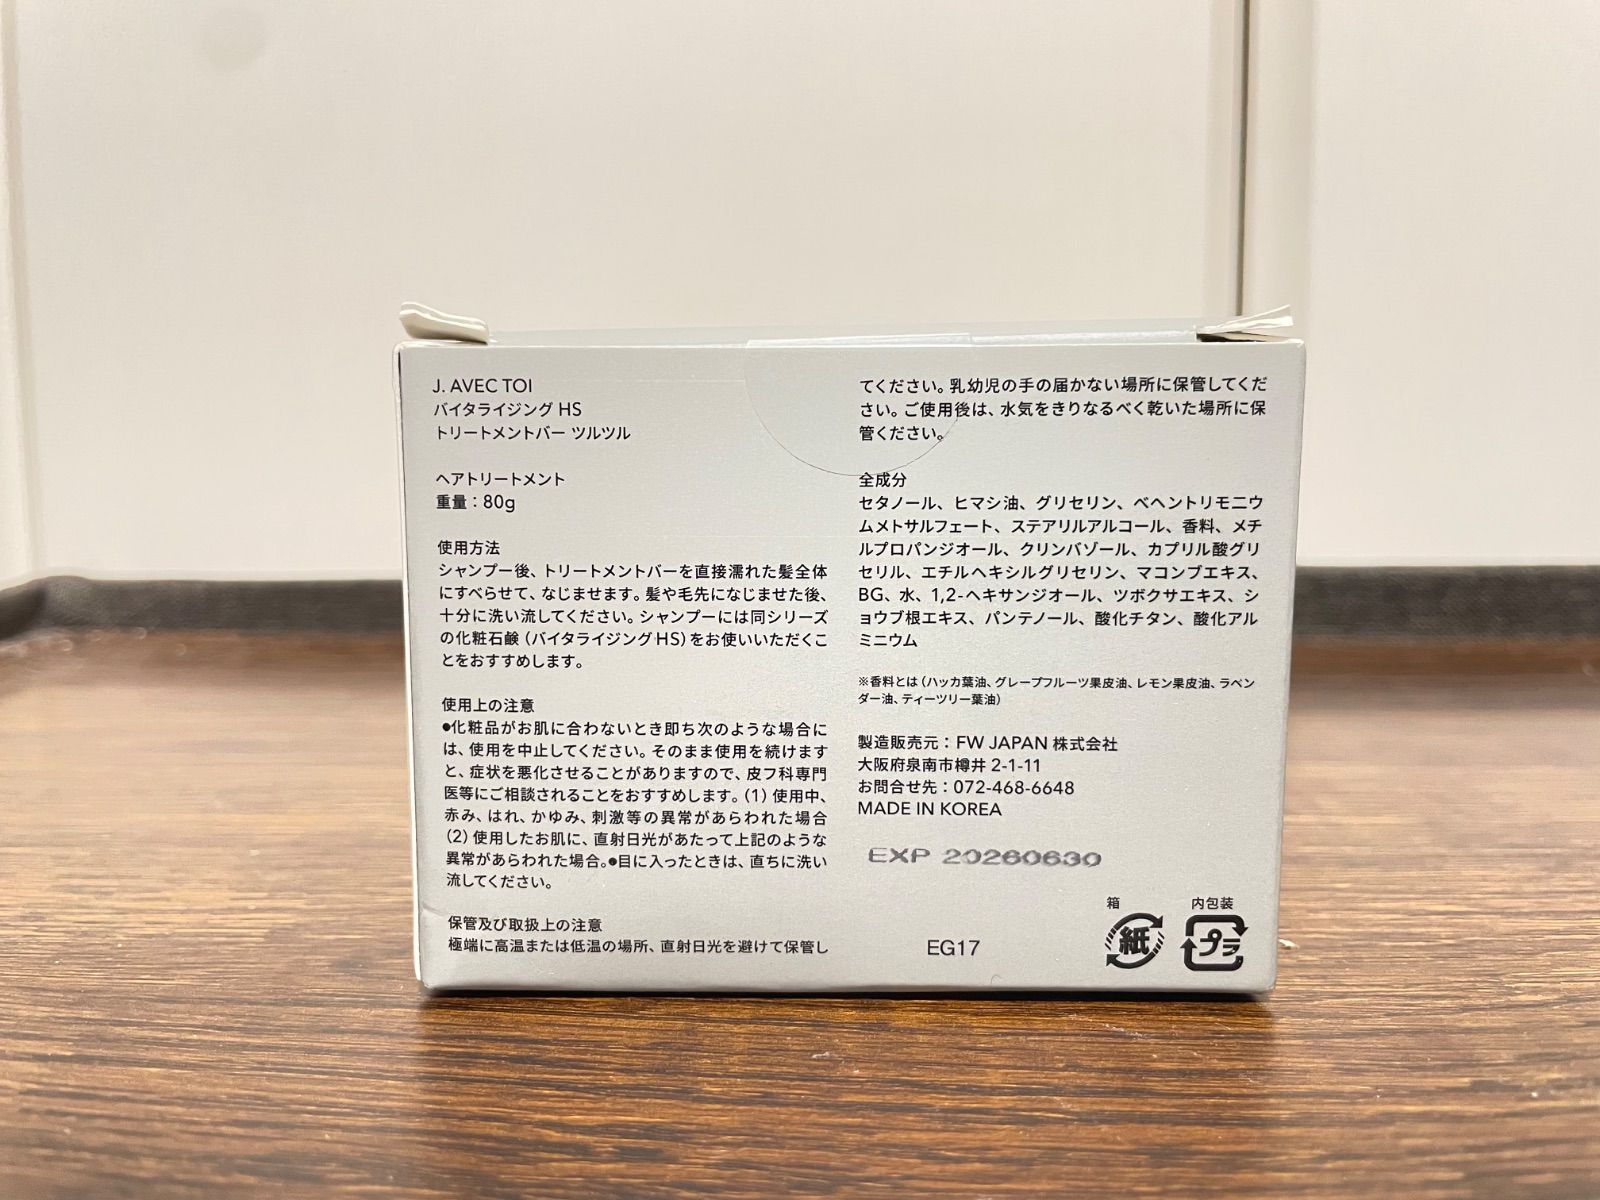 J. AVEC TOI
バイタライジング HS
トリートメントバー ツルツル
ヘアトリートメント
重量：80g
使用方法
シャンプー後、トリートメントバーを直接濡れた髪全体
にすべらせて、なじませます。髪や毛先になじませた後、
十分に洗い流してください。シャンプーには同シリーズ
の化粧石鹸（バイタライジングHS）をお使いいただくこ
とをおすすめします。
使用上の注意
●化粧品がお肌に合わないとき即ち次のような場合に
は、使用を中止してください。そのまま使用を続けます
と、症状を悪化させることがありますので、皮フ科専門
医等にご相談されることをおすすめします。（1）使用中、
赤み、はれ、かゆみ、刺激等の異常があらわれた場合
（2）使用したお肌に、直射日光があたって上記のような
異常があらわれた場合。●目に入ったときは、直ちに洗い
流してください。
保管及び取扱上の注意
極端に高温または低温の場所、直射日光を避けて保管し
てください。乳幼児の手の届かない場所に保管してくだ
さい。ご使用後は、水気をきりなるべく乾いた場所に保
管ください。
全成分
セタノール、ヒマシ油、グリセリン、ベヘントリモニウ
ムメトサルフェート、ステアリルアルコール、香料、メチ
ルプロパンジオール、クリンバゾール、カプリル酸グリ
セリル、エチルヘキシルグリセリン、マコンブエキス、
BG、水、1,2-ヘキサンジオール、ツボクサエキス、シ
ョウブ根エキス、パンテノール、酸化チタン、酸化アル
ミニウム
※香料とは（ハッカ葉油、グレープフルーツ果皮油、レモン果皮油、ラベン
ダー油、ティーツリー葉油）
製造販売元：FW JAPAN 株式会社
大阪府泉南市樽井 2-1-11
お問合せ先：072-468-6648
MADE IN KOREA
EXP 20260630
EG17
箱
紙
内包装
プラ